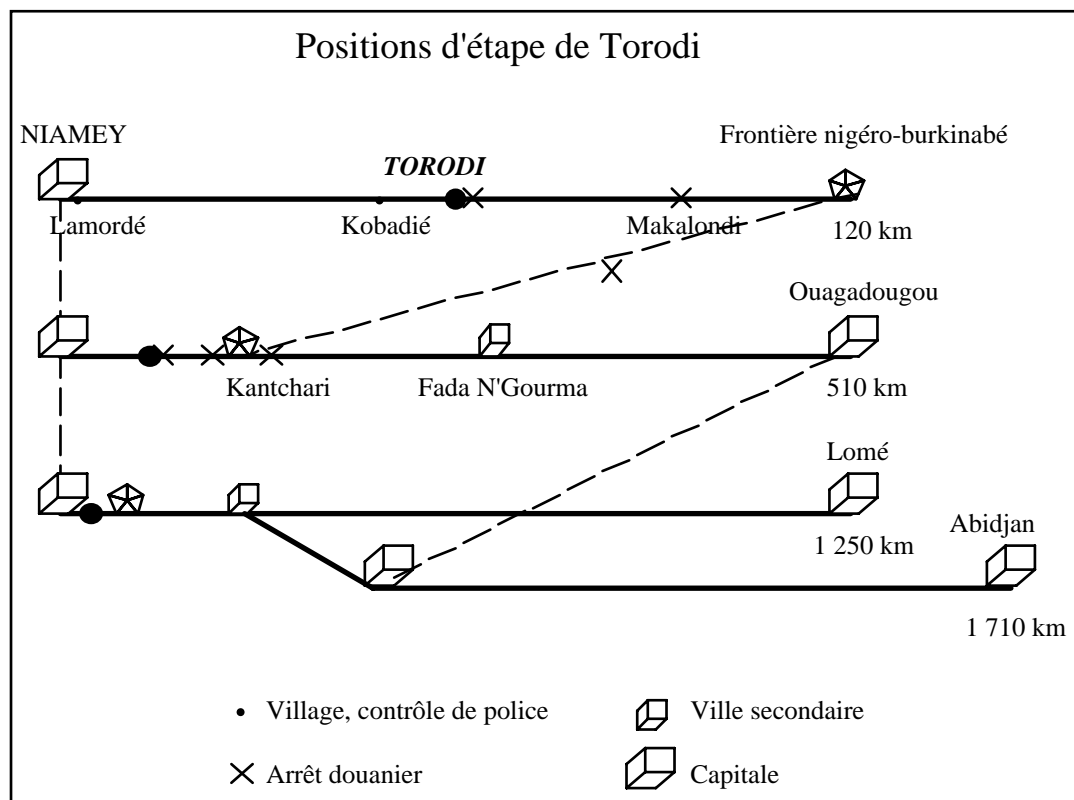 Positions d'étape de Torodi
NIAMEY
Frontière nigéro-burkinabé
TORODI
Lamordé
Kobadié
Makalondi
120 km
Ouagadougou
Kantchari
Fada N'Gourma
510 km
Lomé
Abidjan
1 250 km
1 710 km
Village, contrôle de police
Ville secondaire
Arrêt douanier
Capitale